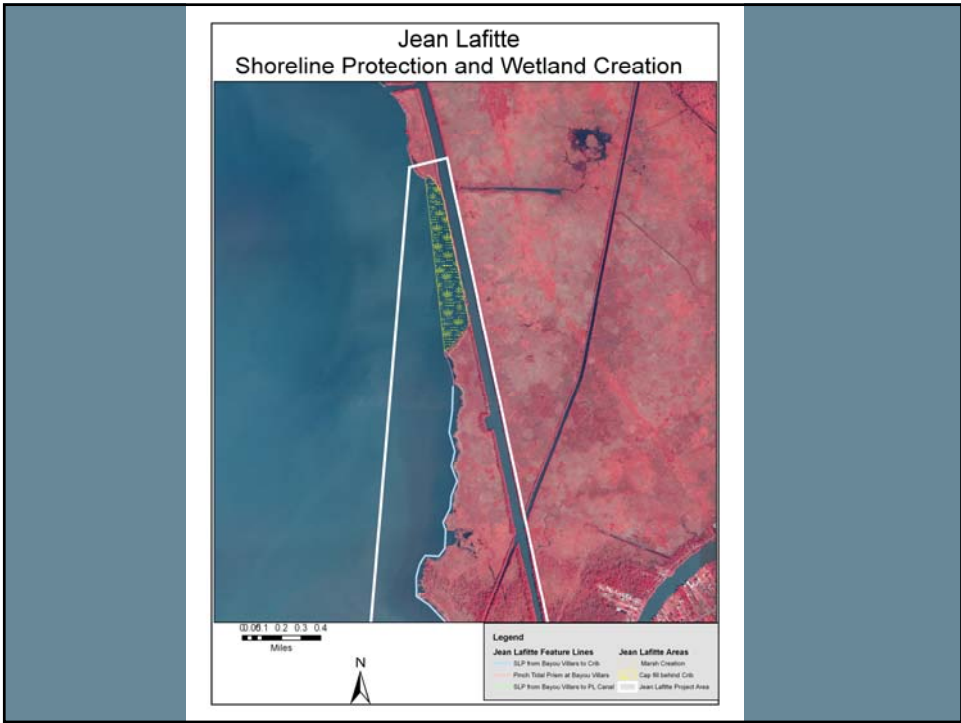 Jean Lafitte
Shoreline Protection and Wetland Creation
0 0.05 0.1 0.2 0.3 0.4
Miles
N
Legend
Jean Lafitte Feature Lines
SLP from Bayou Villars to Crib
Pinch Tidal Prism at Bayou Villars
SLP from Bayou Villars to PL Canal
Jean Lafitte Areas
Marsh Creation
Cap fill behind Crib
Jean Lafitte Project Area